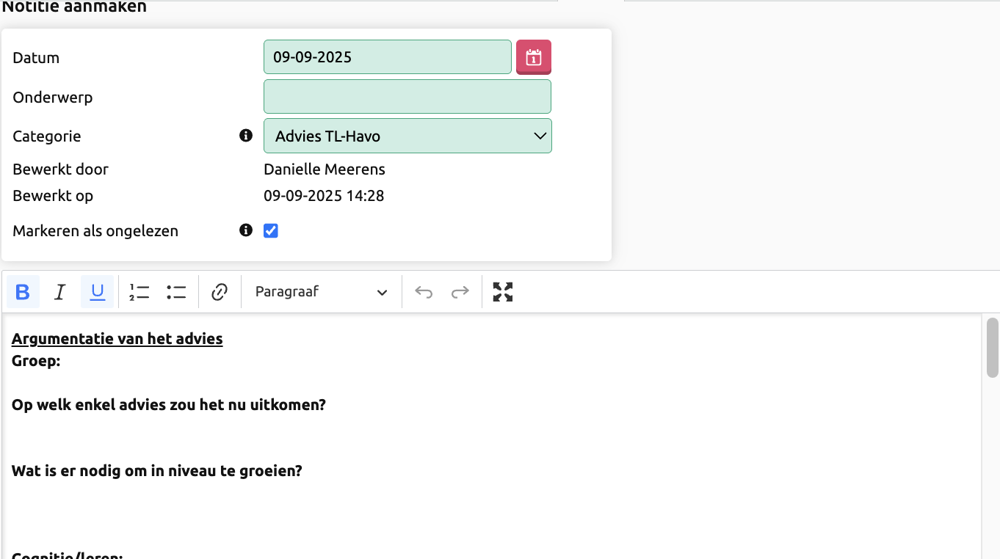 Notitie aanmaken
Datum 09-09-2025
Onderwerp
Categorie Advies TL-Havo
Bewerkt door Danielle Meerens
Bewerkt op 09-09-2025 14:28
Markeren als ongelezen
B I U Paragraaf
Argumentatie van het advies
Groep:
Op welk enkel advies zou het nu uitkomen?
Wat is er nodig om in niveau te groeien?
Cognitie/leren: